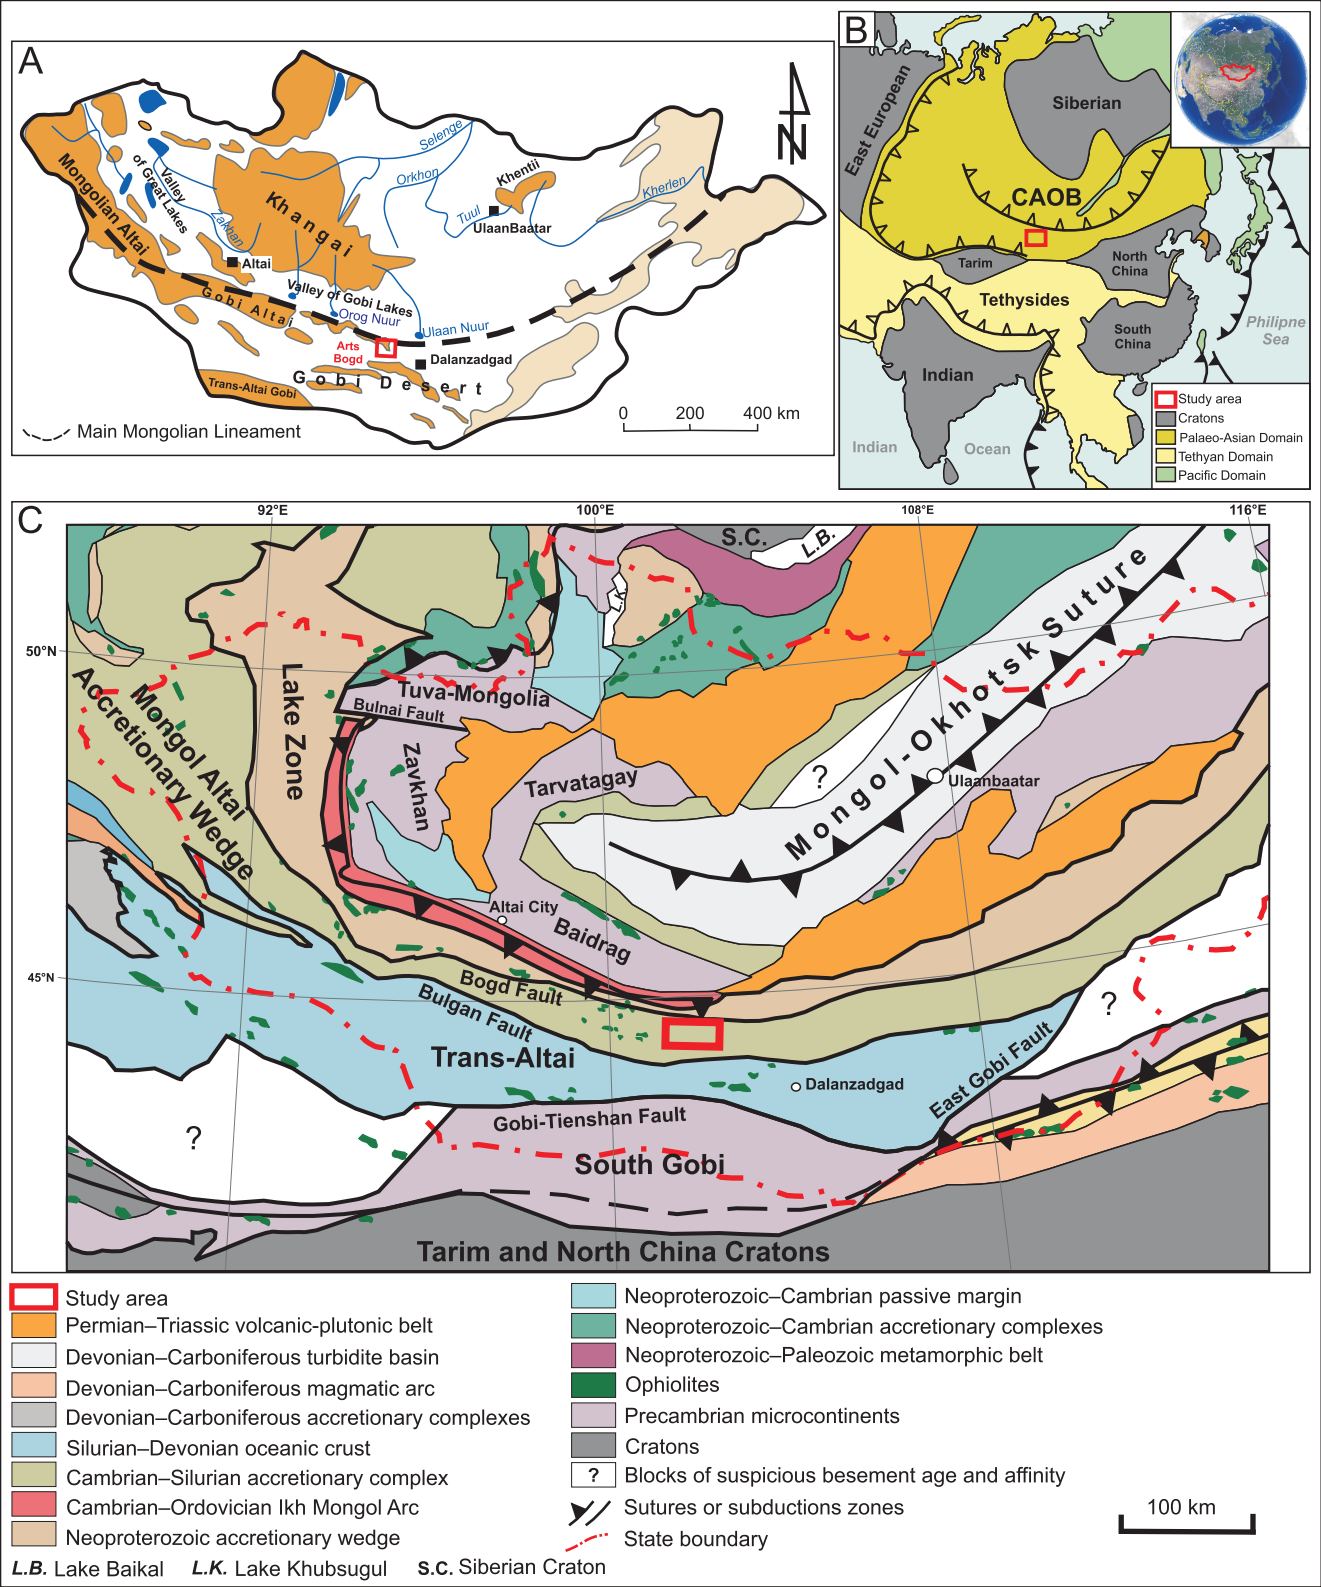 A
Mongolian Altai
Valley
of Great Lakes
Zakhan
Khangai
Selenge
Orkhon
Tuul
Khentii
Kherlen
UlaanBaatar
Altai
N
Gobi Altai
Valley of Gobi Lakes
Orog Nuur
Ulaan Nuur
Arts
Bogd
Dalanzadgad
Gobi Desert
Trans-Altai Gobi
0 200 400 km
Main Mongolian Lineament
B
East European
Siberian
CAOB
Tarim
North
China
Tethysides
South
China
Indian
Philipne
Sea
Indian Ocean
Study area
Cratons
Palaeo-Asian Domain
Tethyan Domain
Pacific Domain
C
92°E 100°E 108°E 116°E
S.C.
L.B.
L.K.
50°N
45°N
Mongol Altai
Accretionary Wedge
Lake Zone
Tuva-Mongolia
Bulnai Fault
Zavkhan
Tarvatagay
?
Mongol-Okhotsk Suture
Ulaanbaatar
Altai City
Baidrag
Bogd Fault
Bulgan Fault
Trans-Altai
Dalanzadgad
East Gobi Fault
?
Gobi-Tienshan Fault
?
South Gobi
Tarim and North China Cratons
Study area
Permian–Triassic volcanic-plutonic belt
Devonian–Carboniferous turbidite basin
Devonian–Carboniferous magmatic arc
Devonian–Carboniferous accretionary complexes
Silurian–Devonian oceanic crust
Cambrian–Silurian accretionary complex
Cambrian–Ordovician Ikh Mongol Arc
Neoproterozoic accretionary wedge
Neoproterozoic–Cambrian passive margin
Neoproterozoic–Cambrian accretionary complexes
Neoproterozoic–Paleozoic metamorphic belt
Ophiolites
Precambrian microcontinents
Cratons
? Blocks of suspicious besement age and affinity
Sutures or subductions zones
State boundary
100 km
L.B. Lake Baikal L.K. Lake Khubsugul S.C. Siberian Craton